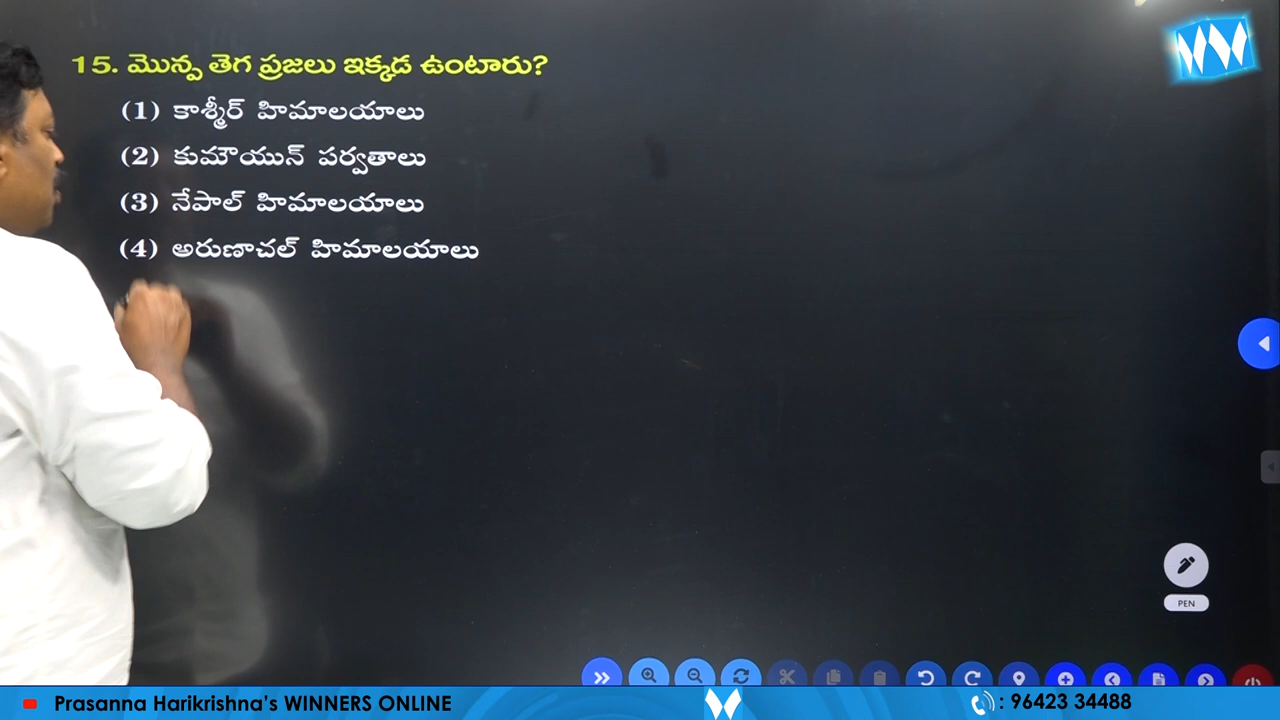 15. మొన్ప తెగ ప్రజలు ఇక్కడ ఉంటారు?
(1) కాశ్మీర్ హిమాలయాలు
(2) కుమాయున్ పర్వతాలు
(3) నేపాల్ హిమాలయాలు
(4) అరుణాచల్ హిమాలయాలు
PEN
Prasanna Harikrishna's WINNERS ONLINE
: 96423 34488